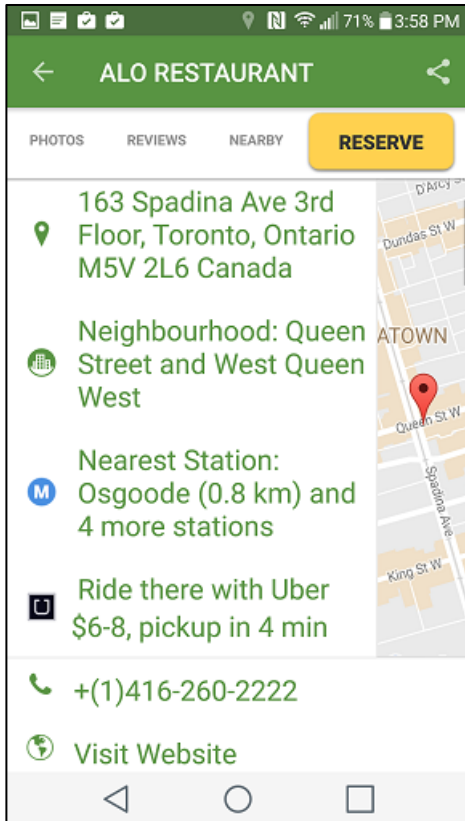 71% 3:58 PM
ALO RESTAURANT
PHOTOS REVIEWS NEARBY RESERVE
163 Spadina Ave 3rd
Floor, Toronto, Ontario
M5V 2L6 Canada
Neighbourhood: Queen
Street and West Queen
West
M
Nearest Station:
Osgoode (0.8 km) and
4 more stations
Ride there with Uber
$6-8, pickup in 4 min
D'Arcy
Dundas St W
ATOWN
Queen St W
Spadina Ave
King St W
+(1)416-260-2222
Visit Website